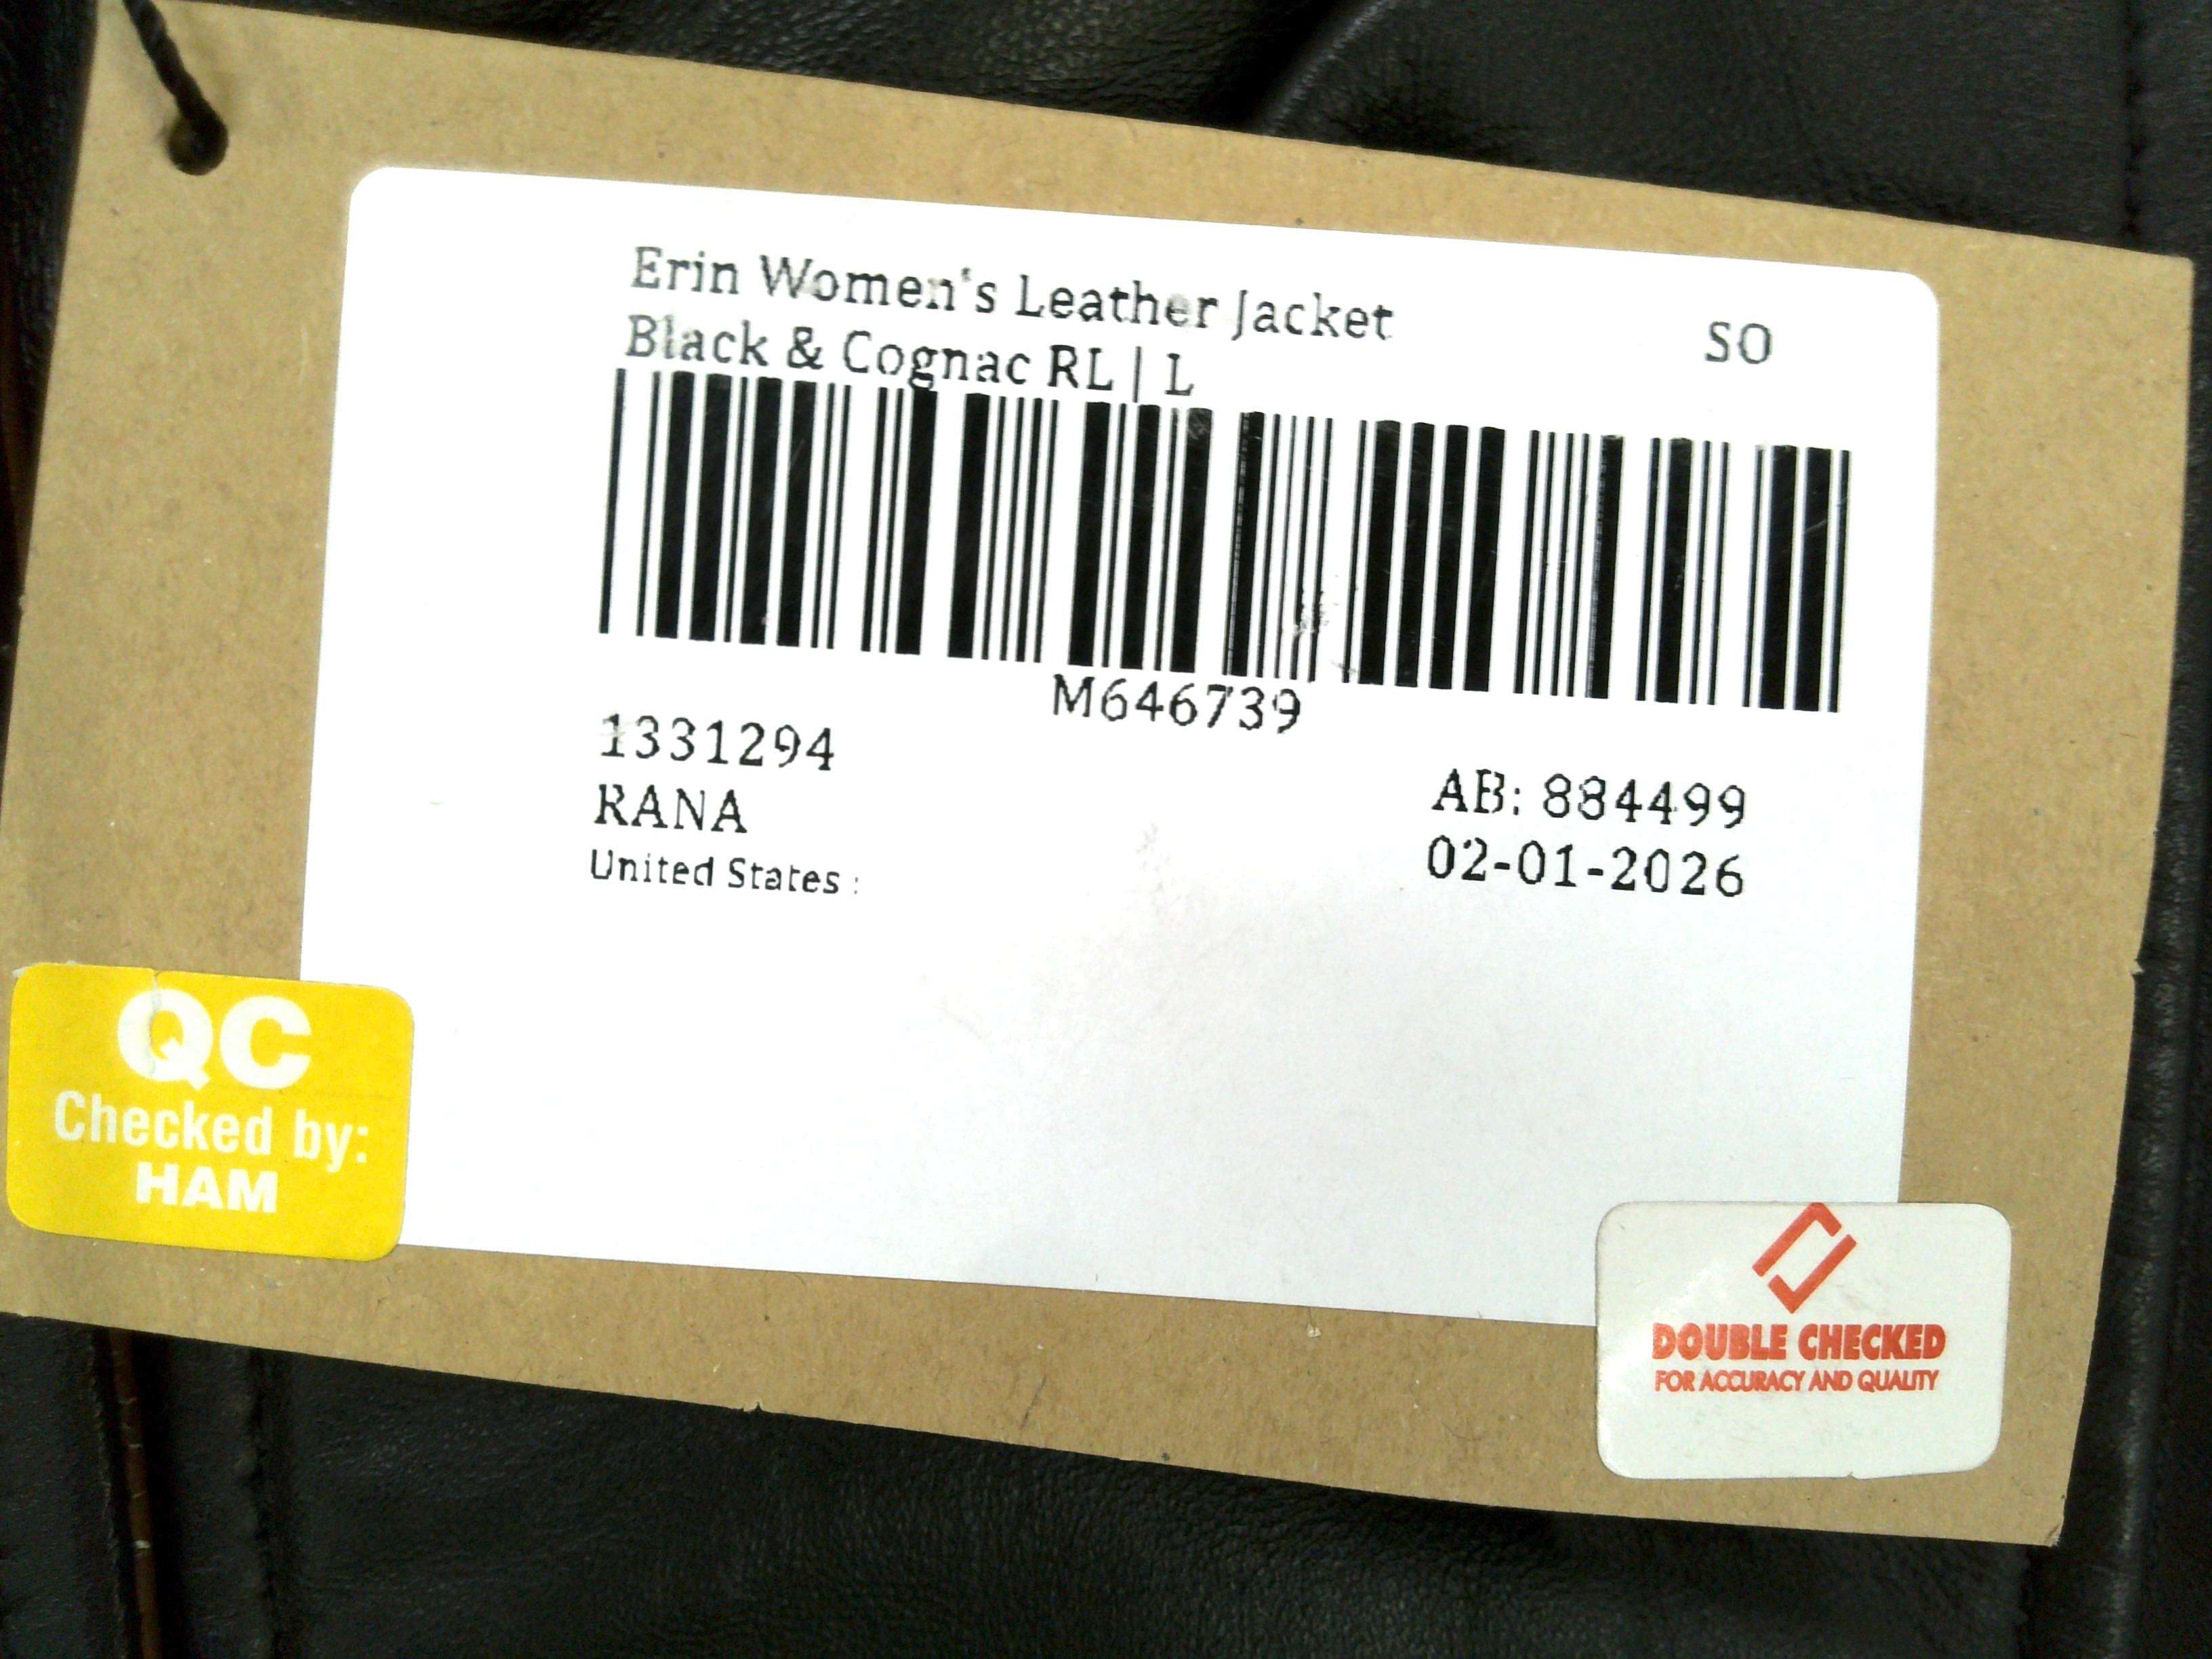 Erin Women's Leather Jacket
SO
Black & Cognac RL | L
M646739
1331294
AB: 884499
RANA
02-01-2026
United States :
QC
Checked by:
HAM
DOUBLE CHECKED
FOR ACCURACY AND QUALITY